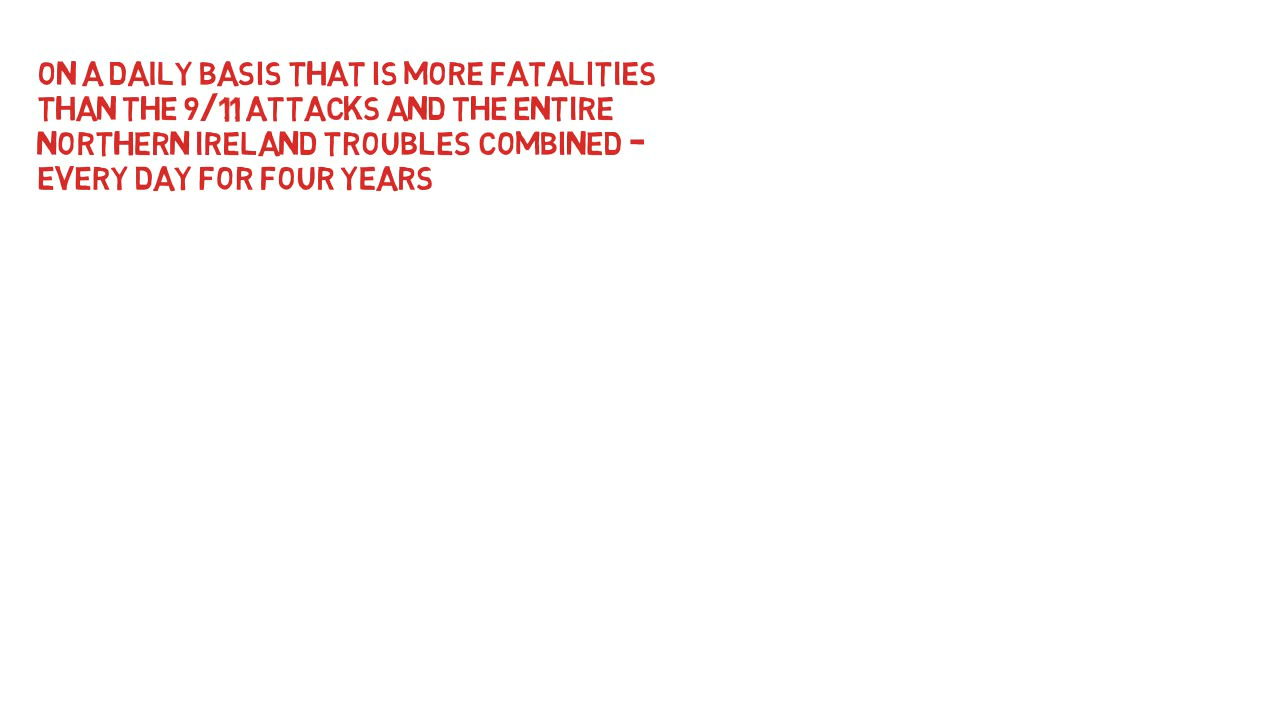 ON A DAILY BASIS THAT IS MORE FATALITIES
THAN THE 9/11 ATTACKS AND THE ENTIRE
NORTHERN IRELAND TROUBLES COMBINED -
EVERY DAY FOR FOUR YEARS